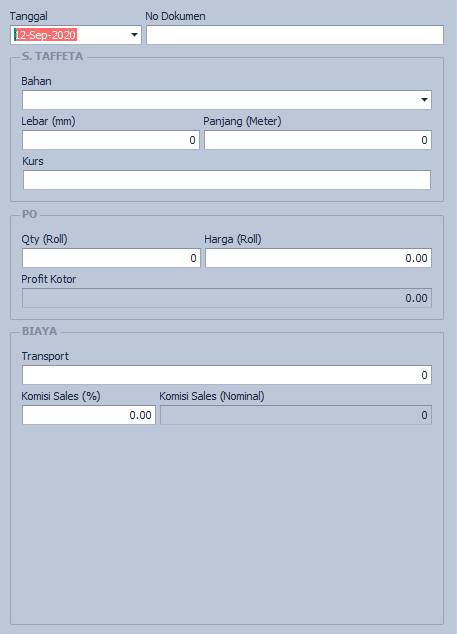 Tanggal No Dokumen
12-Sep-2020
S. TAFFETA
Bahan
Lebar (mm) Panjang (Meter)
0 0
Kurs
PO
Qty (Roll) Harga (Roll)
0 0.00
Profit Kotor
0.00
BIAYA
Transport
0
Komisi Sales (%) Komisi Sales (Nominal)
0.00 0